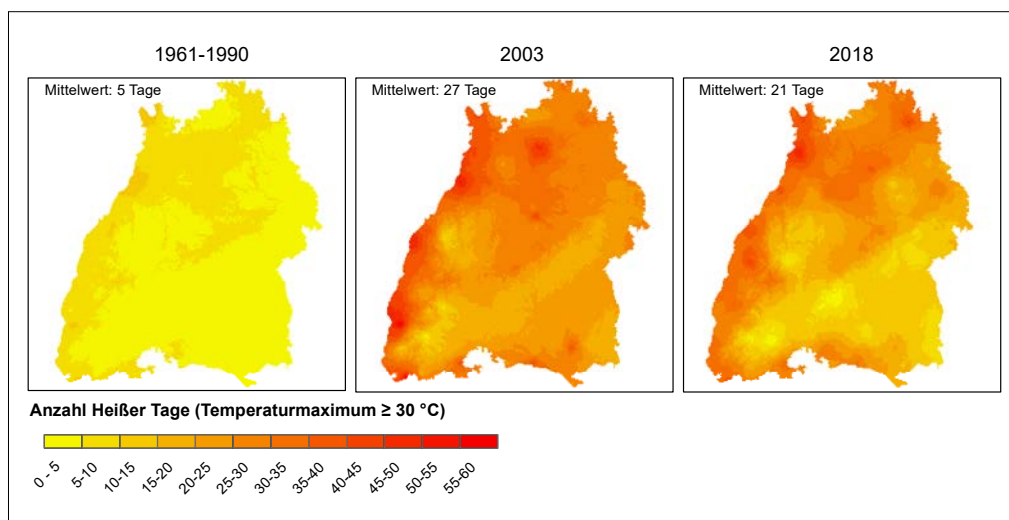 1961-1990
2003
2018
Mittelwert: 5 Tage
Mittelwert: 27 Tage
Mittelwert: 21 Tage
Anzahl Heißer Tage (Temperaturmaximum ≥ 30 °C)
0 - 5
5-10
10-15
15-20
20-25
25-30
30-35
35-40
40-45
45-50
50-55
55-60